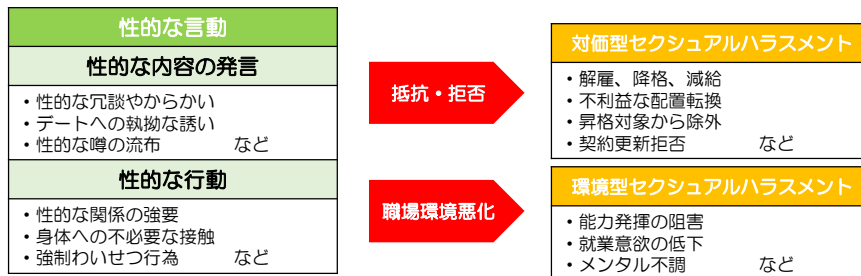 性的な言動
性的な内容の発言
・性的な冗談やからかい
・デートへの執拗な誘い
・性的な噂の流布 など
性的な行動
・性的な関係の強要
・身体への不必要な接触
・強制わいせつ行為 など
抵抗・拒否
職場環境悪化
対価型セクシュアルハラスメント
・解雇、降格、減給
・不利益な配置転換
・昇格対象から除外
・契約更新拒否 など
環境型セクシュアルハラスメント
・能力発揮の阻害
・就業意欲の低下
・メンタル不調 など